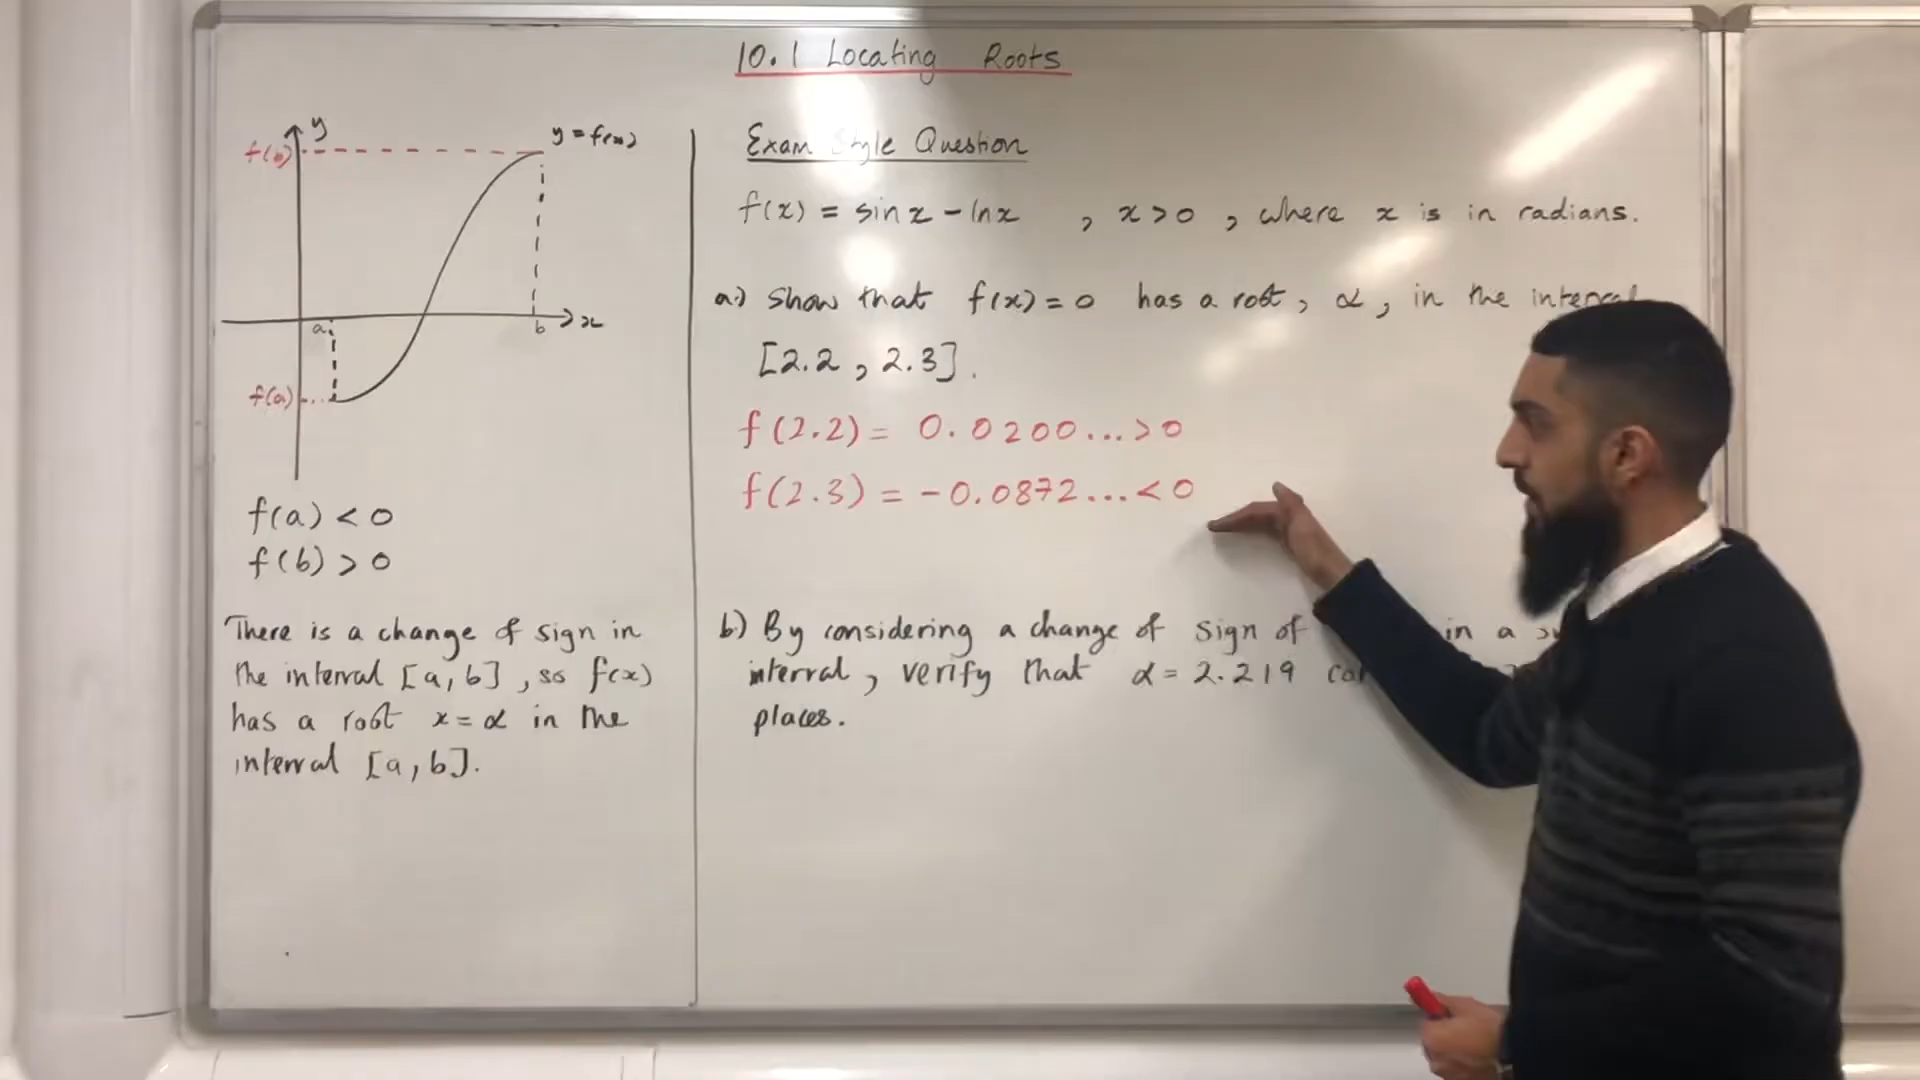 10.1 Locating Roots
y
f(b)
y = f(x)
a
b
x
f(a)
f(a) < 0
f(b) > 0
There is a change of sign in
the interval [a, b], so f(x)
has a root x = α in the
interval [a, b].
Exam Style Question
f(x) = sin x - ln x , x > 0 , where x is in radians.
a.) Show that f(x) = 0 has a root, α, in the interval
[2.2 , 2.3].
f(2.2) = 0.0200... > 0
f(2.3) = -0.0872... < 0
b.) By considering a change of sign of in a
interval, verify that α = 2.219
places.